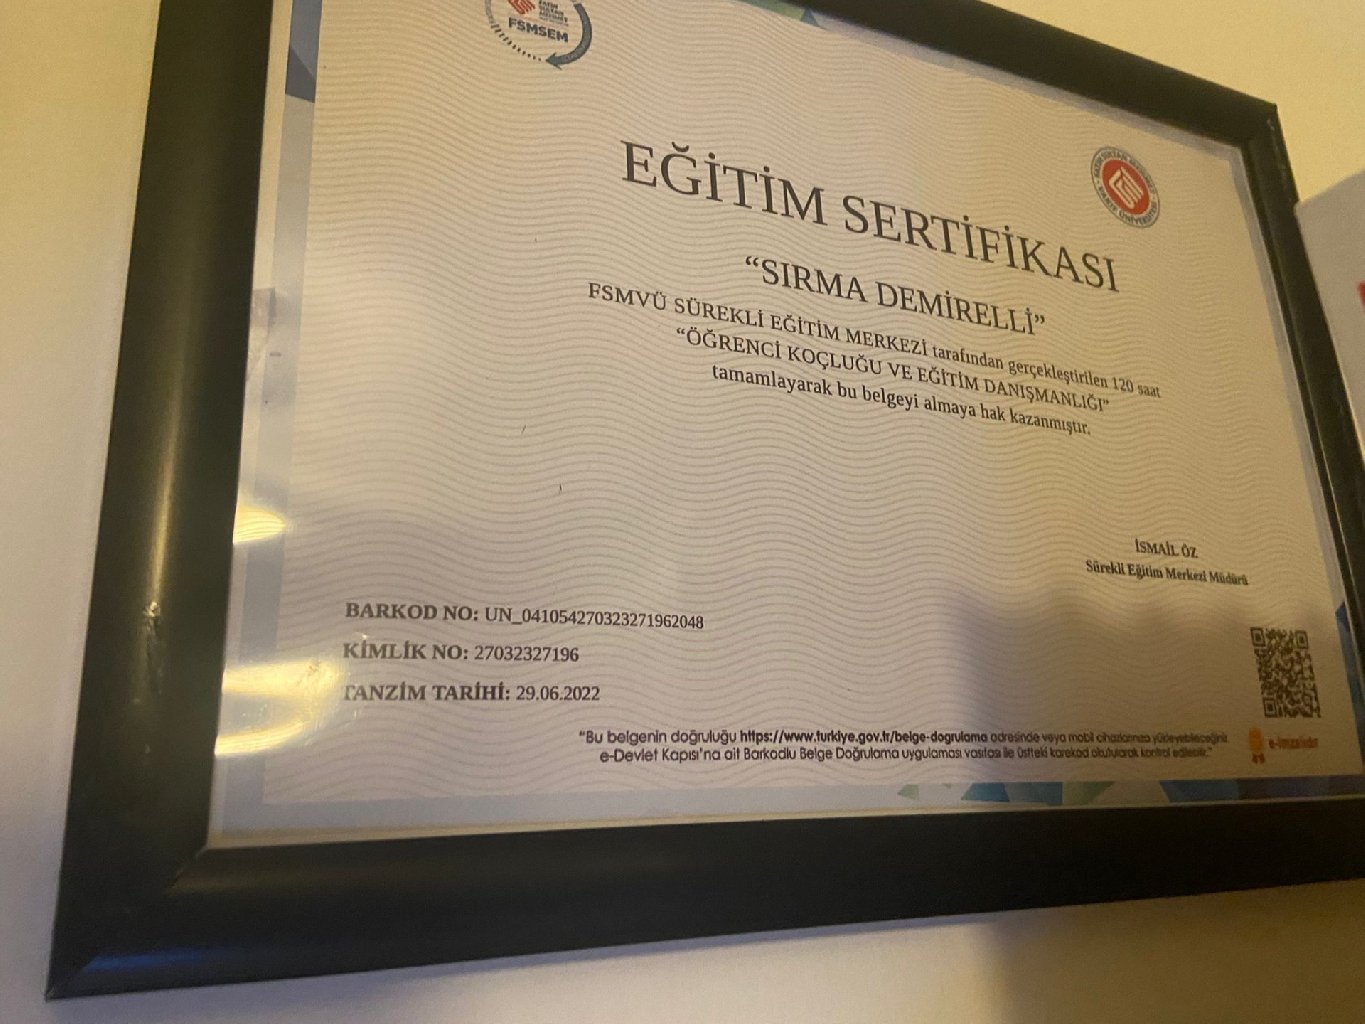 FSMSEM
EĞİTİM SERTİFİKASI
“SIRMA DEMİRELLİ”
FSMVÜ SÜREKLİ EĞİTİM MERKEZİ tarafından gerçekleştirilen 120 saat
“ÖĞRENCİ KOÇLUĞU VE EĞİTİM DANIŞMANLIĞI”
tamamlayarak bu belgeyi almaya hak kazanmıştır.
İSMAİL ÖZ
Sürekli Eğitim Merkezi Müdürü
BARKOD NO: UN_041054270323271962048
KİMLİK NO: 27032327196
TANZİM TARİHİ: 29.06.2022
“Bu belgenin doğruluğu https://www.turkiye.gov.tr/belge-dogrulama adresinde veya mobil cihazlarınıza yükleyebileceğiniz
e-Devlet Kapısı’na ait Barkodlu Belge Doğrulama uygulaması vasıtası ile üstteki karekod okutularak kontrol edilebilir.”
e-imzalıdır